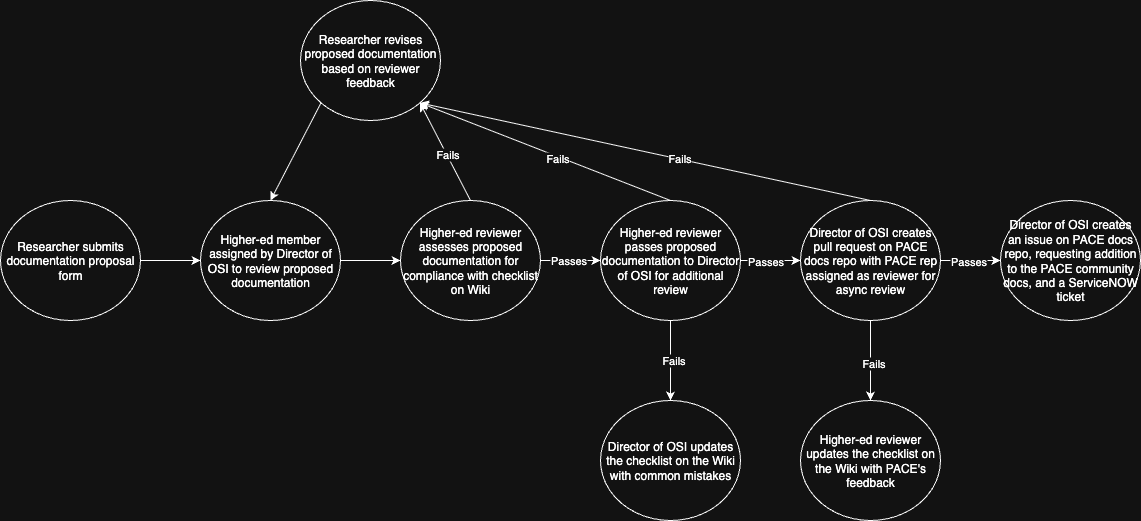 Researcher revises
proposed documentation
based on reviewer
feedback
Fails
Fails
Fails
Researcher submits
documentation proposal
form
Higher-ed member
assigned by Director of
OSI to review proposed
documentation
Higher-ed reviewer
assesses proposed
documentation for
compliance with checklist
on Wiki
Passes
Higher-ed reviewer
passes proposed
documentation to Director
of OSI for additional
review
Passes
Director of OSI creates
pull request on PACE
docs repo with PACE rep
assigned as reviewer for
async review
Passes
Director of OSI creates
an issue on PACE docs
repo, requesting addition
to the PACE community
docs, and a ServiceNOW
ticket
Fails
Fails
Director of OSI updates
the checklist on the Wiki
with common mistakes
Higher-ed reviewer
updates the checklist on
the Wiki with PACE's
feedback